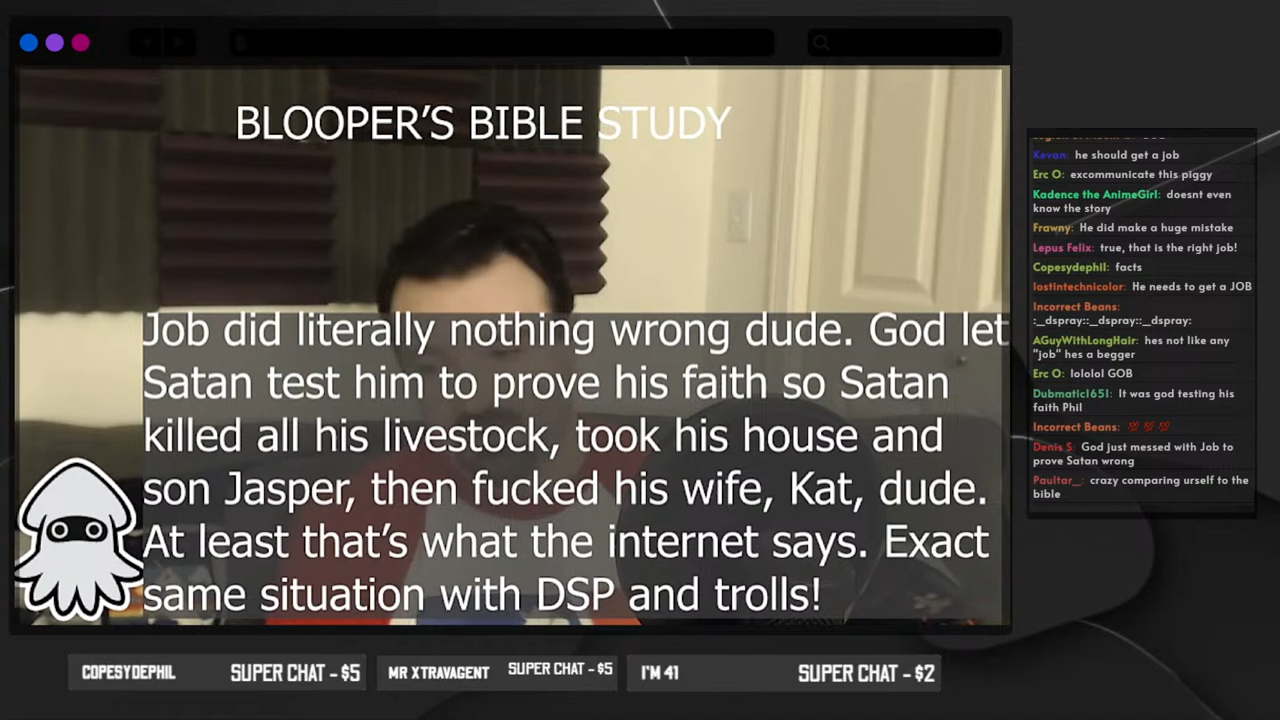 BLOOPER'S BIBLE STUDY
Job did literally nothing wrong dude. God let
Satan test him to prove his faith so Satan
killed all his livestock, took his house and
son Jasper, then fucked his wife, Kat, dude.
At least that's what the internet says. Exact
same situation with DSP and trolls!
Kevan: he should get a job
Erc O: excommunicate this piggy
Kadence the AnimeGirl: doesnt even
know the story
Frawny: He did make a huge mistake
Lepus Felix: true, that is the right job!
Copesydephil: facts
lostintechnicolor: He needs to get a JOB
Incorrect Beans:
:_dspray::_dspray::_dspray:
AGuyWithLongHair: hes not like any
"job" hes a begger
Erc O: lololol GOB
Dubmatic1651: It was god testing his
faith Phil
Incorrect Beans: 💯 💯 💯
Denis S: God just messed with Job to
prove Satan wrong
Paultar_: crazy comparing urself to the
bible
COPESYDEPHIL SUPER CHAT - $5
MR XTRAVAGENT SUPER CHAT - $5
I'M 41 SUPER CHAT - $2